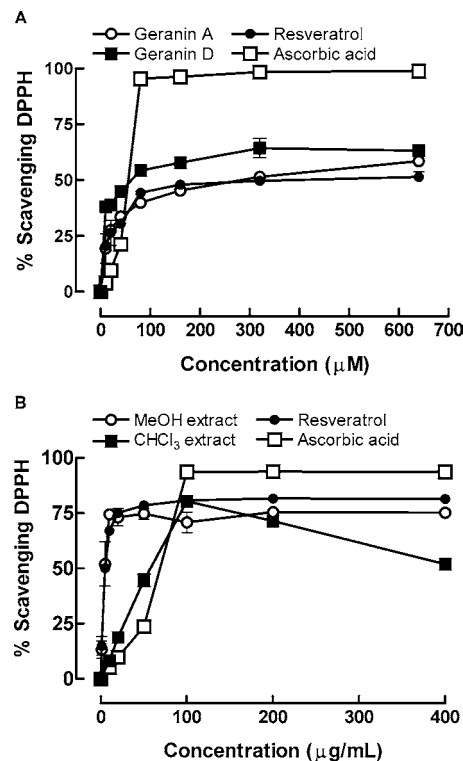 A
Geranin A Resveratrol
Geranin D Ascorbic acid
% Scavenging DPPH
100
75
50
25
0
0 100 200 300 400 500 600 700
Concentration (μM)
B
MeOH extract Resveratrol
CHCl₃ extract Ascorbic acid
% Scavenging DPPH
100
75
50
25
0
0 100 200 300 400
Concentration (μg/mL)